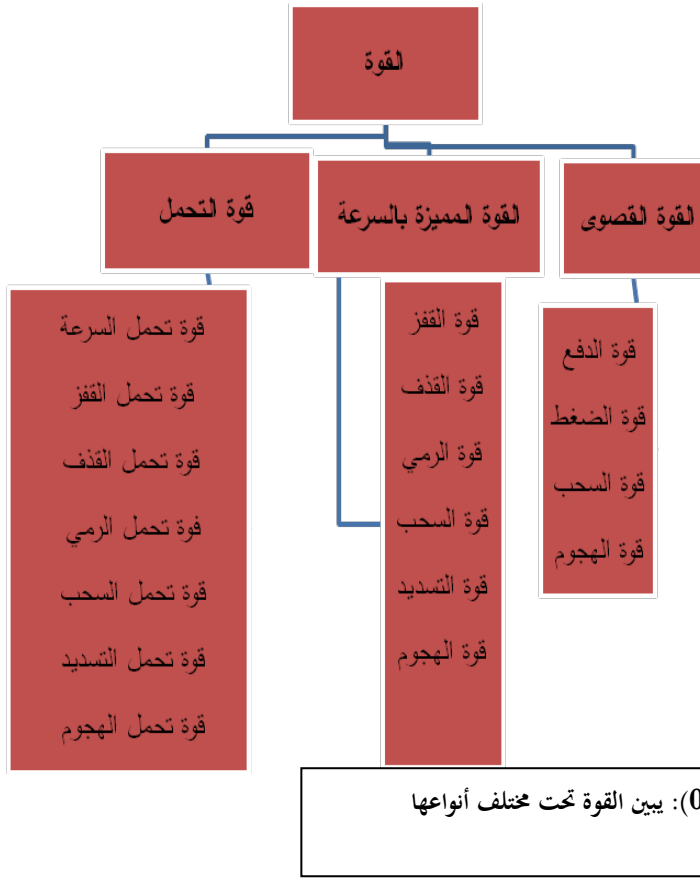 القوة
القوة القصوى
القوة المميزة بالسرعة
قوة التحمل
قوة الدفع
قوة الضغط
قوة السحب
قوة الهجوم
قوة القفز
قوة القذف
قوة الرمي
قوة السحب
قوة التسديد
قوة الهجوم
قوة تحمل السرعة
قوة تحمل القفز
قوة تحمل القذف
فوة تحمل الرمي
قوة تحمل السحب
قوة تحمل التسديد
قوة تحمل الهجوم
0): يبين القوة تحت مختلف أنواعها